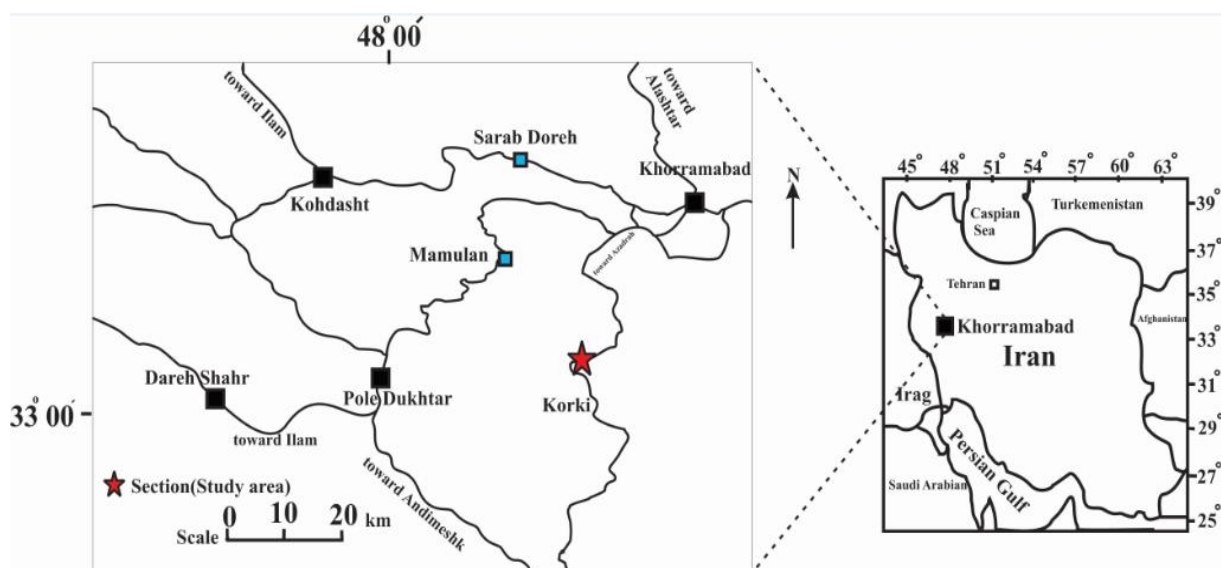 48° 00′
toward Ilam
toward Alashtar
Sarab Doreh
Khorramabad
Kohdasht
N
Mamulan
toward Azadrah
Dareh Shahr
Pole Dukhtar
Korki
33° 00′
toward Ilam
toward Andimeshk
Section(Study area)
0 10 20 km
Scale
45° 48° 51° 54° 57° 60° 63°
39°
Caspian Sea
Turkemenistan
37°
Tehran
35°
Afghanistan
Khorramabad
33°
Iran
31°
Irag
29°
Persian Gulf
27°
Saudi Arabian
25°